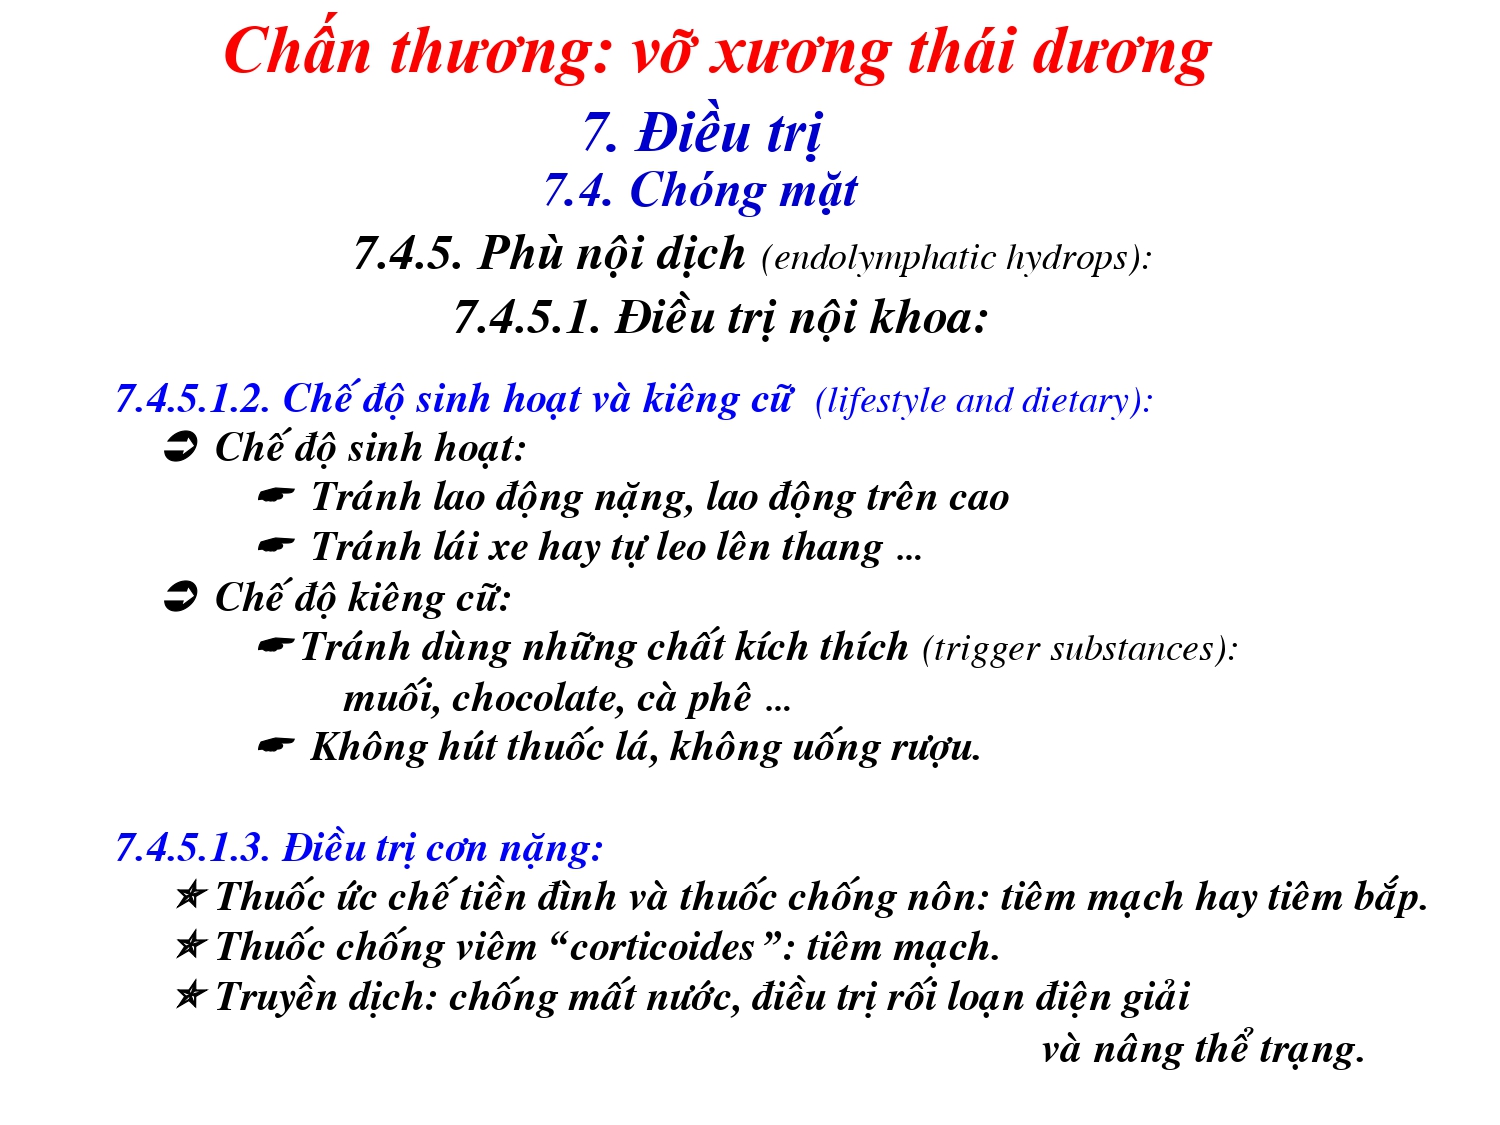 Chấn thương: vỡ xương thái dương
7. Điều trị
7.4. Chóng mặt
7.4.5. Phù nội dịch (endolymphatic hydrops):
7.4.5.1. Điều trị nội khoa:
7.4.5.1.2. Chế độ sinh hoạt và kiêng cữ (lifestyle and dietary):
➲ Chế độ sinh hoạt:
☛ Tránh lao động nặng, lao động trên cao
☛ Tránh lái xe hay tự leo lên thang ...
➲ Chế độ kiêng cữ:
☛ Tránh dùng những chất kích thích (trigger substances):
muối, chocolate, cà phê ...
☛ Không hút thuốc lá, không uống rượu.
7.4.5.1.3. Điều trị cơn nặng:
✯ Thuốc ức chế tiền đình và thuốc chống nôn: tiêm mạch hay tiêm bắp.
✯ Thuốc chống viêm “corticoides”: tiêm mạch.
✯ Truyền dịch: chống mất nước, điều trị rối loạn điện giải
và nâng thể trạng.